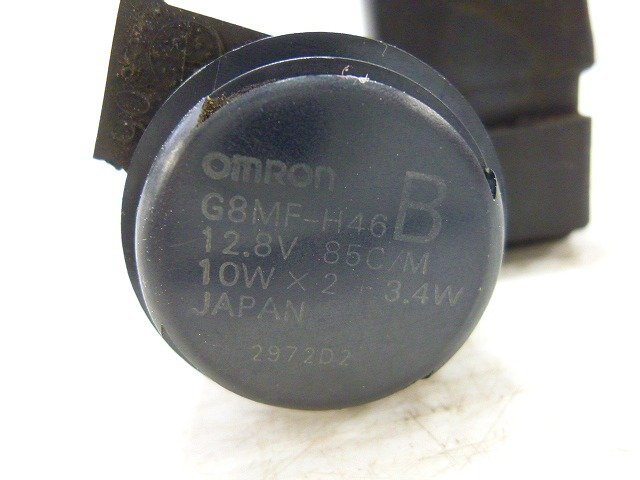 OMRON
G8MF-H46 B
12.8V 85C/M
10W × 2 + 3.4W
JAPAN
2972D2